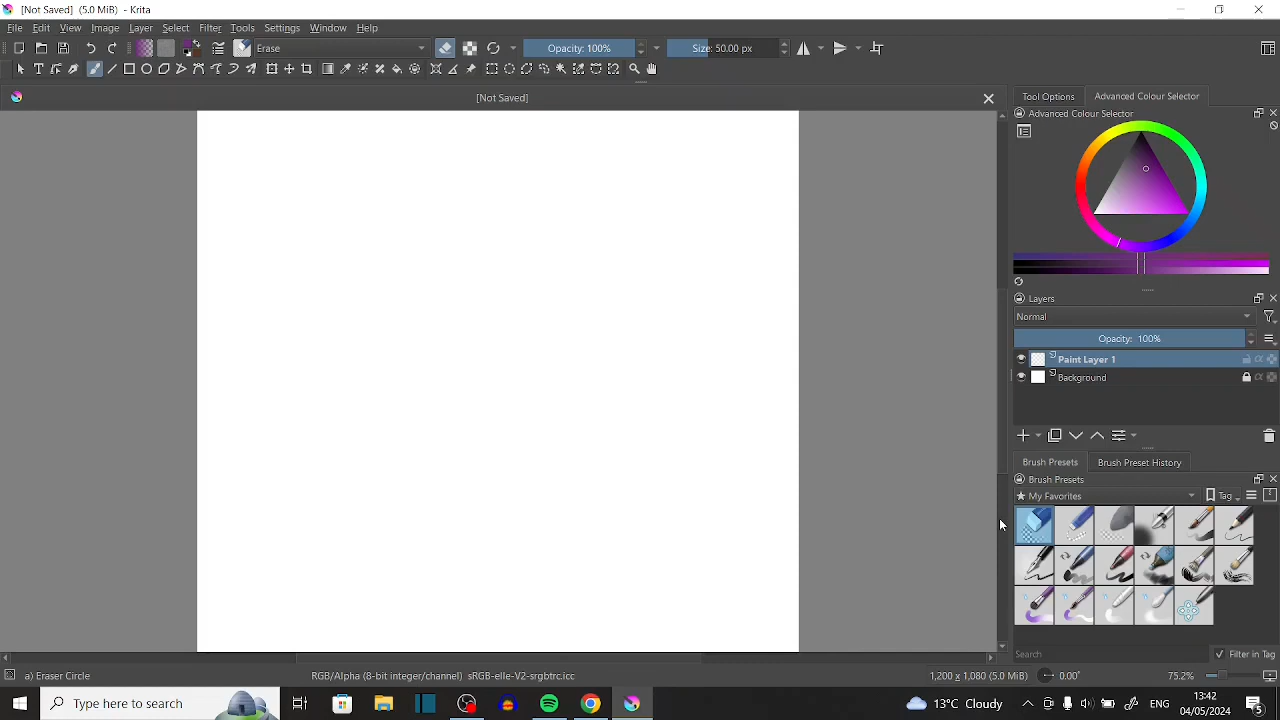 [Not Saved]  (5.0 MiB)  - Krita
File Edit View Image Layer Select Filter Tools Settings Window Help
Erase Opacity: 100% Size: 50.00 px
[Not Saved]
Tool Options Advanced Colour Selector
Advanced Colour Selector
Layers
Normal
Opacity:  100%
Paint Layer 1
Background
Brush Presets Brush Preset History
Brush Presets
★ My Favorites Tag
Search Filter in Tag
a) Eraser Circle RGB/Alpha (8-bit integer/channel)  sRGB-elle-V2-srgbtrc.icc 1,200 x 1,080 (5.0 MiB) 0.00° 75.2%
Type here to search 13°C Cloudy ENG 13:42
04/05/2024 5